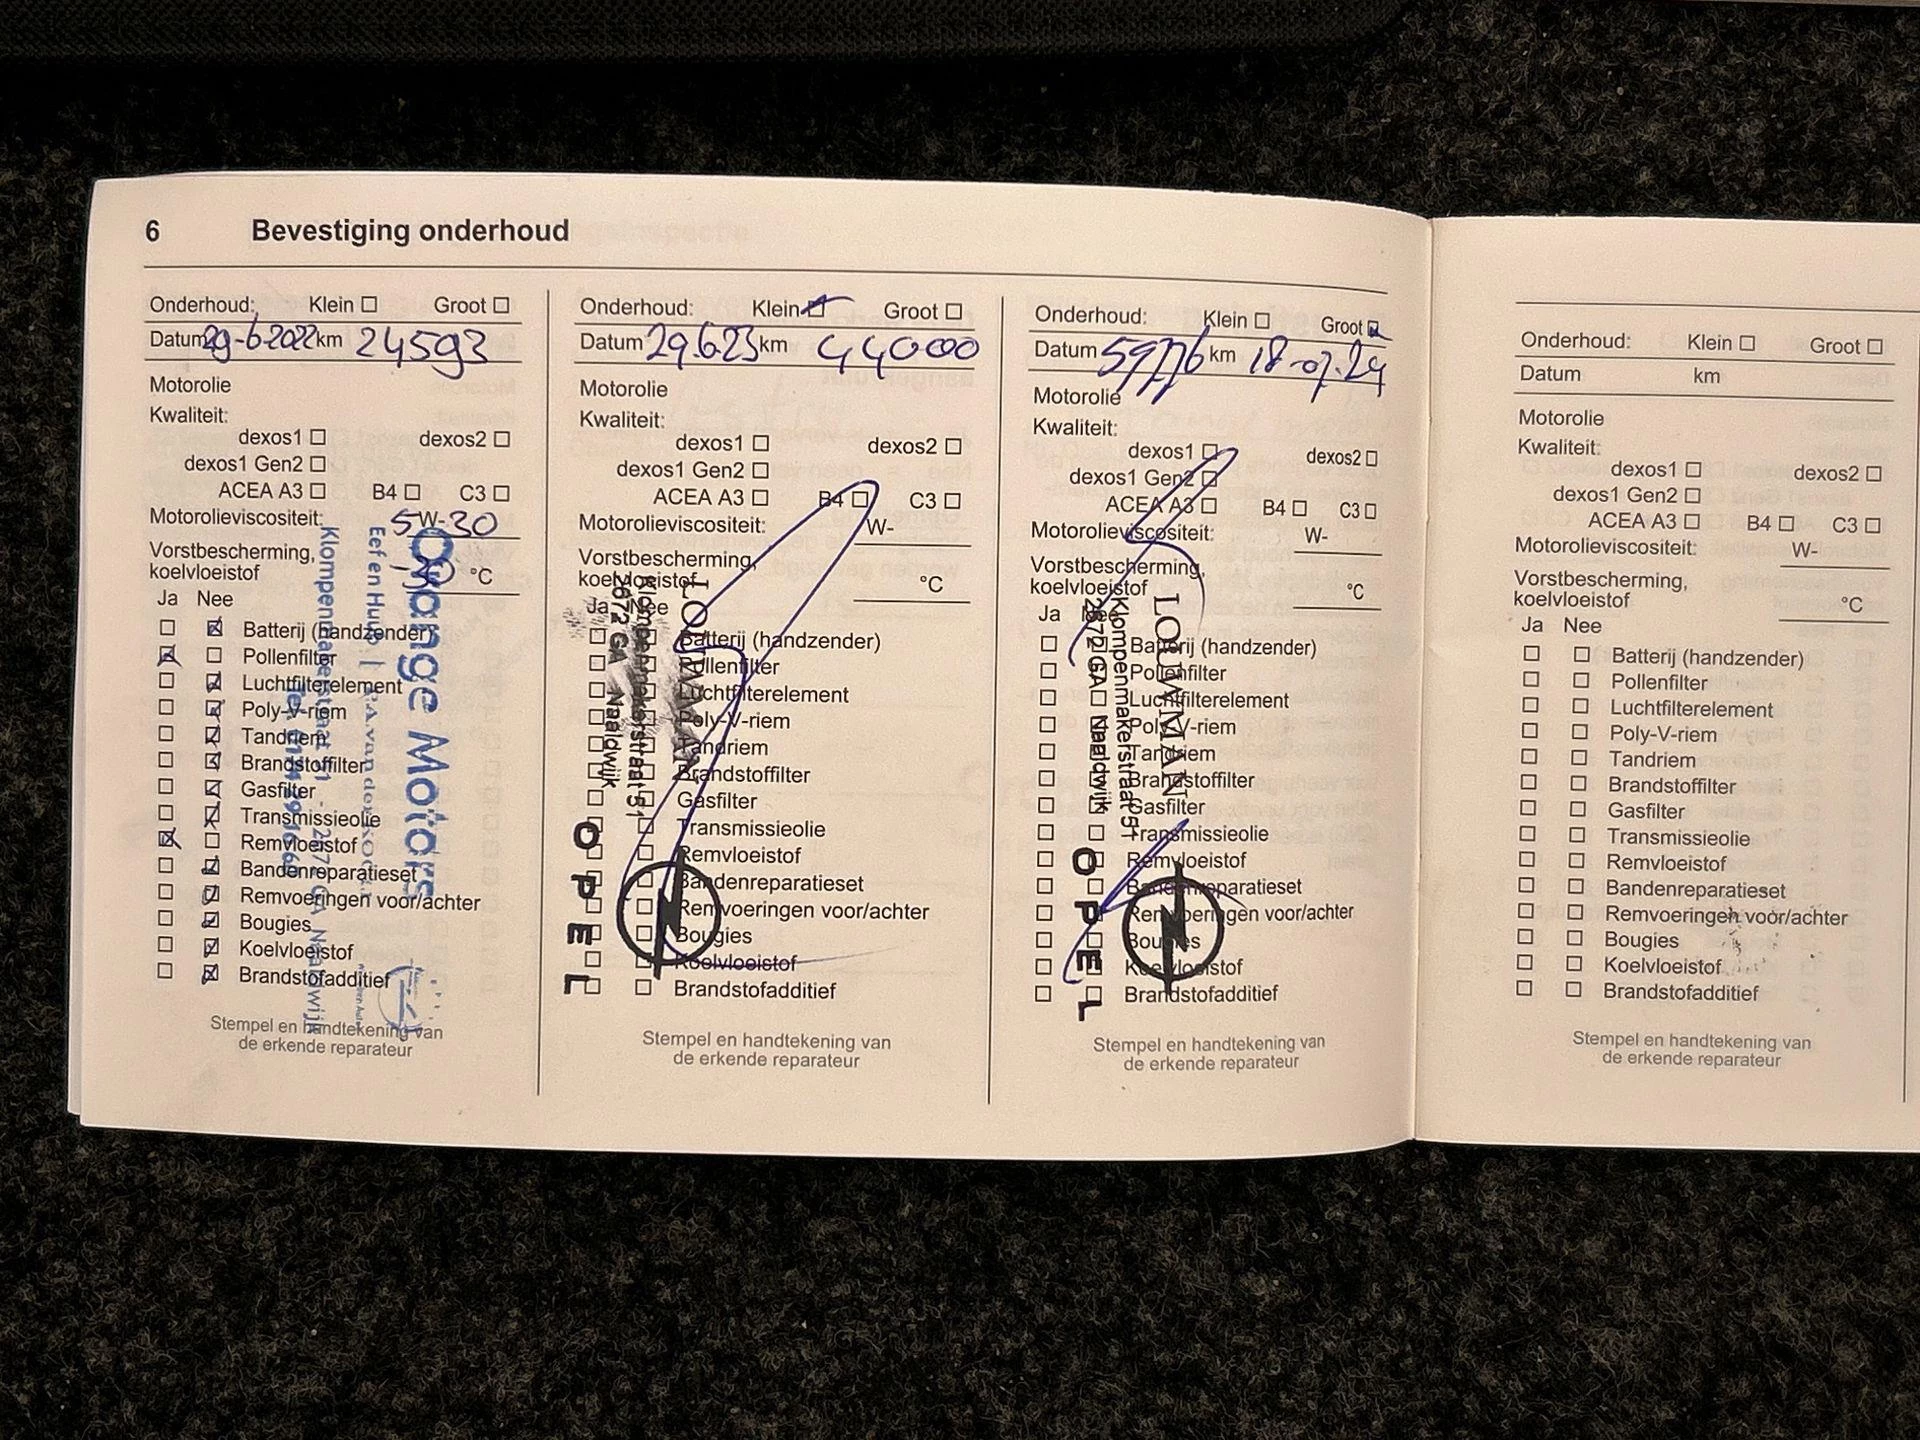 6 Bevestiging onderhoud
Onderhoud: Klein ☐ Groot ☐
Datum 29-6-2022 km 24593
Motorolie
Kwaliteit:
dexos1 ☐ dexos2 ☐
dexos1 Gen2 ☐
ACEA A3 ☐ B4 ☐ C3 ☐
Motorolieviscositeit: 5W-30
Vorstbescherming,
koelvloeistof °C
Ja Nee
☐ ☒ Batterij (handzender)
☒ ☐ Pollenfilter
☐ ☒ Luchtfilterelement
☐ ☒ Poly-V-riem
☐ ☒ Tandriem
☐ ☒ Brandstoffilter
☐ ☒ Gasfilter
☐ ☒ Transmissieolie
☒ ☐ Remvloeistof
☐ ☒ Bandenreparatieset
☐ ☒ Remvoeringen voor/achter
☐ ☒ Bougies
☐ ☒ Koelvloeistof
☐ ☒ Brandstofadditief
Orange Motors
Eef en Huup
Klompenmakerstraat 51 - Naaldwijk
Stempel en handtekening van
de erkende reparateur
Onderhoud: Klein ☒ Groot ☐
Datum 29.6.23 km 44000
Motorolie
Kwaliteit:
dexos1 ☐ dexos2 ☐
dexos1 Gen2 ☐
ACEA A3 ☐ B4 ☐ C3 ☐
Motorolieviscositeit: W-
Vorstbescherming,
koelvloeistof °C
Ja Nee
☐ ☐ Batterij (handzender)
☐ ☐ Pollenfilter
☐ ☐ Luchtfilterelement
☐ ☐ Poly-V-riem
☐ ☐ Tandriem
☐ ☐ Brandstoffilter
☐ ☐ Gasfilter
☐ ☐ Transmissieolie
☐ ☐ Remvloeistof
☐ ☐ Bandenreparatieset
☐ ☐ Remvoeringen voor/achter
☐ ☐ Bougies
☐ ☐ Koelvloeistof
☐ ☐ Brandstofadditief
LOUWMAN
Klompenmakerstraat 51
2672 GA Naaldwijk
OPEL
Stempel en handtekening van
de erkende reparateur
Onderhoud: Klein ☐ Groot ☒
Datum 59776 km 18-07-24
Motorolie
Kwaliteit:
dexos1 ☐ dexos2 ☐
dexos1 Gen2 ☐
ACEA A3 ☐ B4 ☐ C3 ☐
Motorolieviscositeit: W-
Vorstbescherming,
koelvloeistof °C
Ja Nee
☐ ☐ Batterij (handzender)
☐ ☐ Pollenfilter
☐ ☐ Luchtfilterelement
☐ ☐ Poly-V-riem
☐ ☐ Tandriem
☐ ☐ Brandstoffilter
☐ ☐ Gasfilter
☐ ☐ Transmissieolie
☐ ☐ Remvloeistof
☐ ☐ Bandenreparatieset
☐ ☐ Remvoeringen voor/achter
☐ ☐ Bougies
☐ ☐ Koelvloeistof
☐ ☐ Brandstofadditief
LOUWMAN
Klompenmakerstraat 51
2672 GA Naaldwijk
OPEL
Stempel en handtekening van
de erkende reparateur
Onderhoud: Klein ☐ Groot ☐
Datum km
Motorolie
Kwaliteit:
dexos1 ☐ dexos2 ☐
dexos1 Gen2 ☐
ACEA A3 ☐ B4 ☐ C3 ☐
Motorolieviscositeit: W-
Vorstbescherming,
koelvloeistof °C
Ja Nee
☐ ☐ Batterij (handzender)
☐ ☐ Pollenfilter
☐ ☐ Luchtfilterelement
☐ ☐ Poly-V-riem
☐ ☐ Tandriem
☐ ☐ Brandstoffilter
☐ ☐ Gasfilter
☐ ☐ Transmissieolie
☐ ☐ Remvloeistof
☐ ☐ Bandenreparatieset
☐ ☐ Remvoeringen voor/achter
☐ ☐ Bougies
☐ ☐ Koelvloeistof
☐ ☐ Brandstofadditief
Stempel en handtekening van
de erkende reparateur